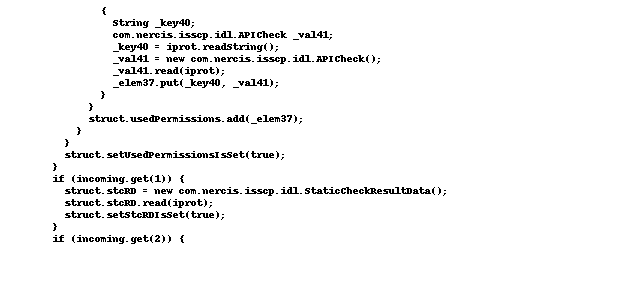 {
String _key40;
com.nercis.isscp.idl.APICheck _val41;
_key40 = iprot.readString();
_val41 = new com.nercis.isscp.idl.APICheck();
_val41.read(iprot);
_elem37.put(_key40, _val41);
}
}
struct.usedPermissions.add(_elem37);
}
}
struct.setUsedPermissionsIsSet(true);
}
if (incoming.get(1)) {
struct.stcRD = new com.nercis.isscp.idl.StaticCheckResultData();
struct.stcRD.read(iprot);
struct.setStcRDIsSet(true);
}
if (incoming.get(2)) {